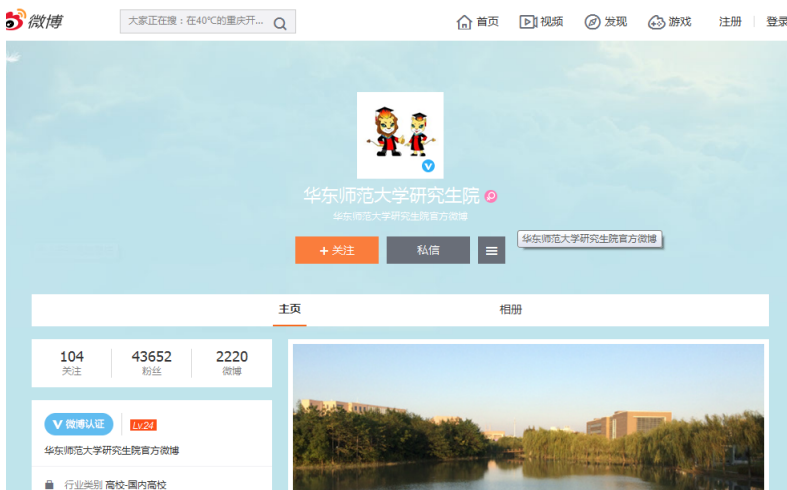 微博
大家正在搜：在40℃的重庆开...
首页
视频
发现
游戏
注册
登录
华东师范大学研究生院
华东师范大学研究生院官方微博
+ 关注
私信
华东师范大学研究生院官方微博
主页
相册
104
关注
43652
粉丝
2220
微博
V 微博认证
Lv.24
华东师范大学研究生院官方微博
行业类别 高校-国内高校